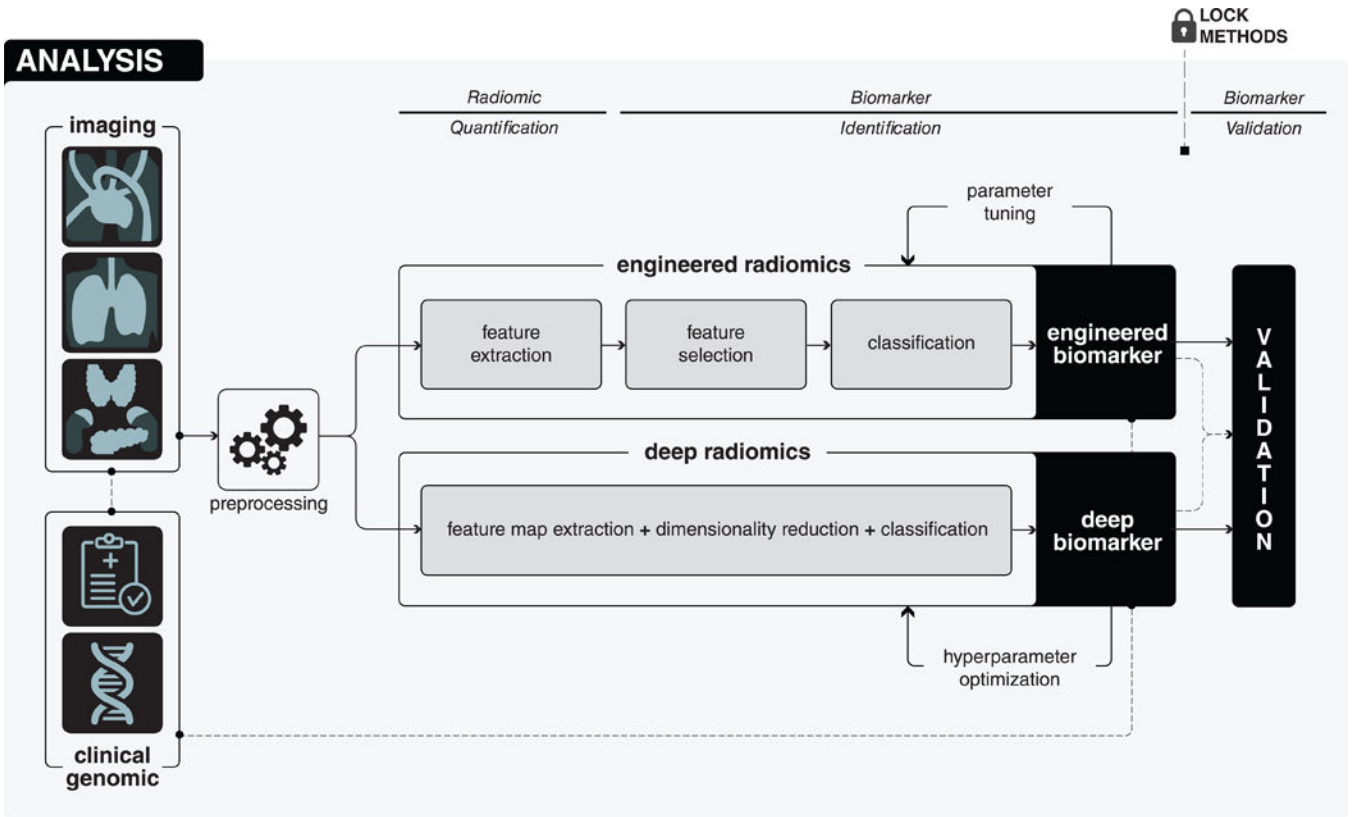 LOCK
METHODS
ANALYSIS
Radiomic
Quantification
Biomarker
Identification
Biomarker
Validation
imaging
parameter
tuning
engineered radiomics
feature
extraction
feature
selection
classification
engineered
biomarker
VALIDATION
preprocessing
deep radiomics
feature map extraction + dimensionality reduction + classification
deep
biomarker
hyperparameter
optimization
clinical
genomic